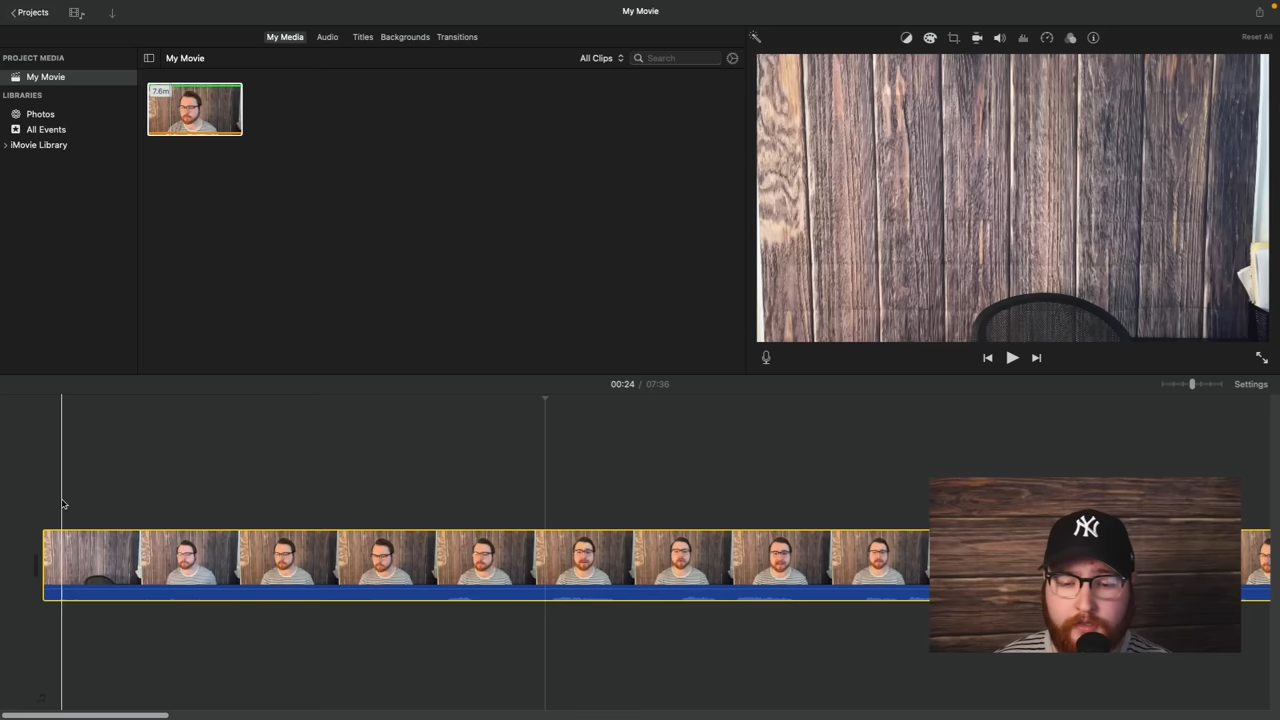 Projects
My Movie
Reset All
My Media
Audio
Titles
Backgrounds
Transitions
PROJECT MEDIA
My Movie
LIBRARIES
Photos
All Events
iMovie Library
My Movie
All Clips
Search
7.6m
00:24 / 07:36
Settings
NY